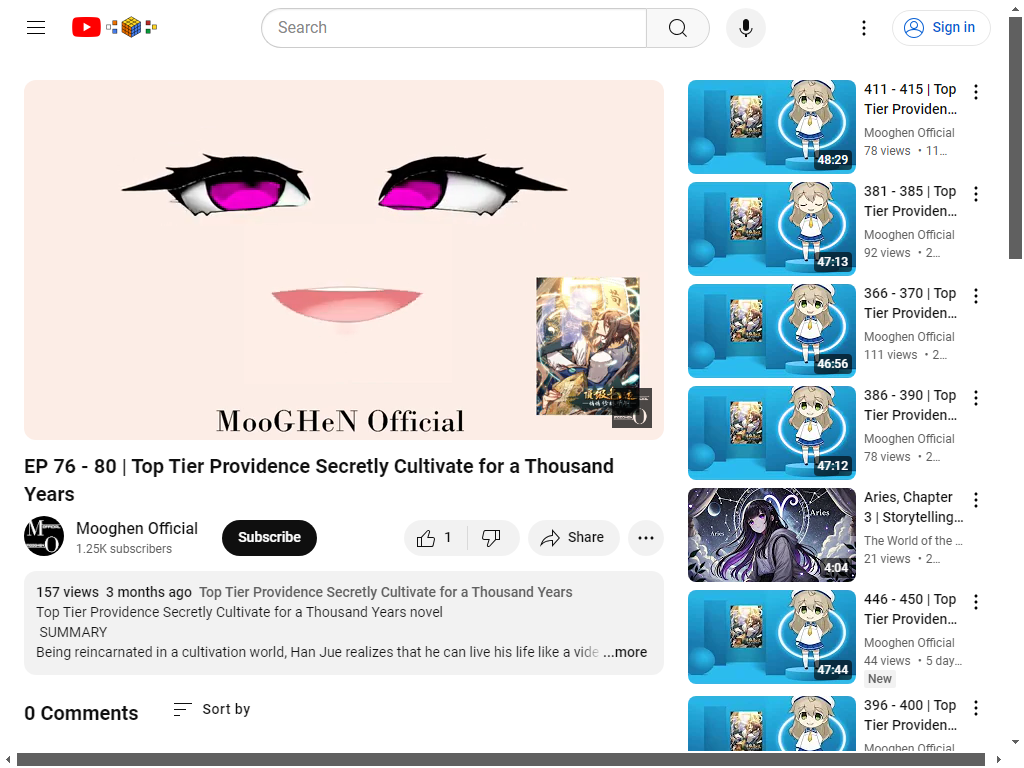 Search
Sign in
MooGHeN Official
EP 76 - 80 | Top Tier Providence Secretly Cultivate for a Thousand
Years
Mooghen Official
1.25K subscribers
Subscribe
1
Share
157 views 3 months ago Top Tier Providence Secretly Cultivate for a Thousand Years
Top Tier Providence Secretly Cultivate for a Thousand Years novel
SUMMARY
Being reincarnated in a cultivation world, Han Jue realizes that he can live his life like a vide ...more
0 Comments
Sort by
48:29
411 - 415 | Top
Tier Providen...
Mooghen Official
78 views • 11...
47:13
381 - 385 | Top
Tier Providen...
Mooghen Official
92 views • 2...
46:56
366 - 370 | Top
Tier Providen...
Mooghen Official
111 views • 2...
47:12
386 - 390 | Top
Tier Providen...
Mooghen Official
78 views • 2...
Aries
Aries
4:04
Aries, Chapter
3 | Storytelling...
The World of the ...
21 views • 2...
47:44
446 - 450 | Top
Tier Providen...
Mooghen Official
44 views • 5 day...
New
396 - 400 | Top
Tier Providen...
Mooghen Official